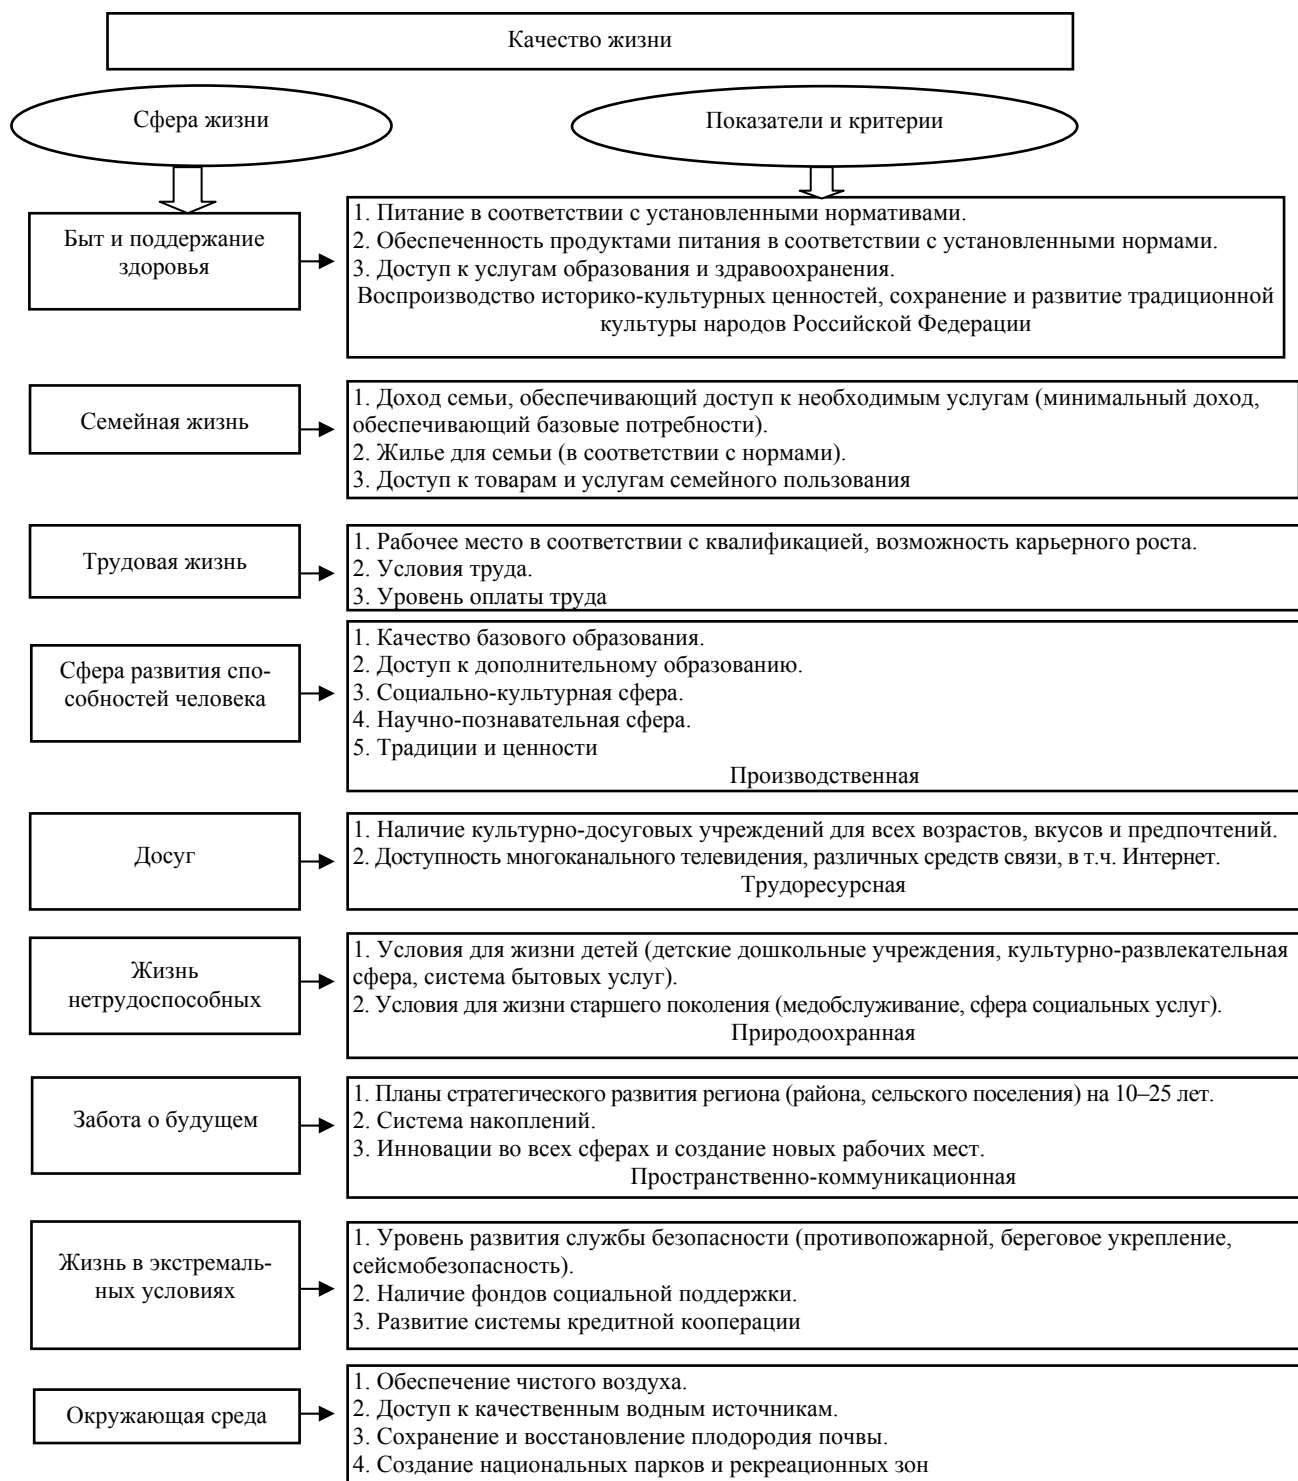 Качество жизни
Сфера жизни
Показатели и критерии
Быт и поддержание
здоровья
1. Питание в соответствии с установленными нормативами.
2. Обеспеченность продуктами питания в соответствии с установленными нормами.
3. Доступ к услугам образования и здравоохранения.
Воспроизводство историко-культурных ценностей, сохранение и развитие традиционной
культуры народов Российской Федерации
Семейная жизнь
1. Доход семьи, обеспечивающий доступ к необходимым услугам (минимальный доход,
обеспечивающий базовые потребности).
2. Жилье для семьи (в соответствии с нормами).
3. Доступ к товарам и услугам семейного пользования
Трудовая жизнь
1. Рабочее место в соответствии с квалификацией, возможность карьерного роста.
2. Условия труда.
3. Уровень оплаты труда
Сфера развития спо-
собностей человека
1. Качество базового образования.
2. Доступ к дополнительному образованию.
3. Социально-культурная сфера.
4. Научно-познавательная сфера.
5. Традиции и ценности
Производственная
Досуг
1. Наличие культурно-досуговых учреждений для всех возрастов, вкусов и предпочтений.
2. Доступность многоканального телевидения, различных средств связи, в т.ч. Интернет.
Трудоресурсная
Жизнь
нетрудоспособных
1. Условия для жизни детей (детские дошкольные учреждения, культурно-развлекательная
сфера, система бытовых услуг).
2. Условия для жизни старшего поколения (медобслуживание, сфера социальных услуг).
Природоохранная
Забота о будущем
1. Планы стратегического развития региона (района, сельского поселения) на 10–25 лет.
2. Система накоплений.
3. Инновации во всех сферах и создание новых рабочих мест.
Пространственно-коммуникационная
Жизнь в экстремаль-
ных условиях
1. Уровень развития службы безопасности (противопожарной, береговое укрепление,
сейсмобезопасность).
2. Наличие фондов социальной поддержки.
3. Развитие системы кредитной кооперации
Окружающая среда
1. Обеспечение чистого воздуха.
2. Доступ к качественным водным источникам.
3. Сохранение и восстановление плодородия почвы.
4. Создание национальных парков и рекреационных зон